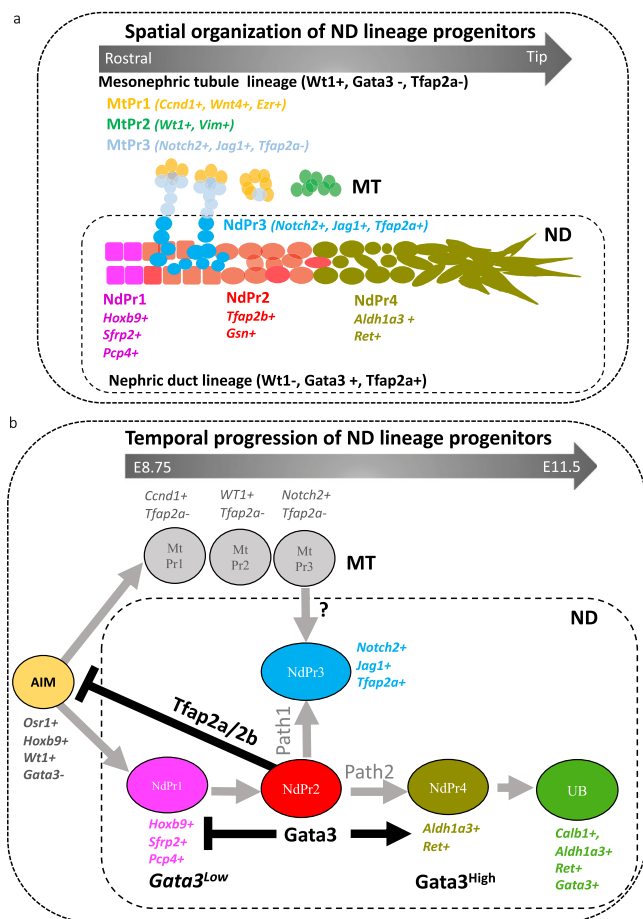 a
Spatial organization of ND lineage progenitors
Rostral Tip
Mesonephric tubule lineage (Wt1+, Gata3 -, Tfap2a-)
MtPr1 (Ccnd1+, Wnt4+, Ezr+)
MtPr2 (Wt1+, Vim+)
MtPr3 (Notch2+, Jag1+, Tfap2a-)
MT
NdPr3 (Notch2+, Jag1+, Tfap2a+)
ND
NdPr1
Hoxb9+
Sfrp2+
Pcp4+
NdPr2
Tfap2b+
Gsn+
NdPr4
Aldh1a3 +
Ret+
Nephric duct lineage (Wt1-, Gata3 +, Tfap2a+)
b
Temporal progression of ND lineage progenitors
E8.75 E11.5
Ccnd1+
Tfap2a-
WT1+
Tfap2a-
Notch2+
Tfap2a-
Mt
Pr1
Mt
Pr2
Mt
Pr3
MT
?
ND
NdPr3
Notch2+
Jag1+
Tfap2a+
AIM
Osr1+
Hoxb9+
Wt1+
Gata3-
Tfap2a/2b
Path1
NdPr1
NdPr2
Path2
NdPr4
UB
Hoxb9+
Sfrp2+
Pcp4+
Gata3
Aldh1a3+
Ret+
Calb1+,
Aldh1a3+
Ret+
Gata3+
Gata3Low
Gata3High